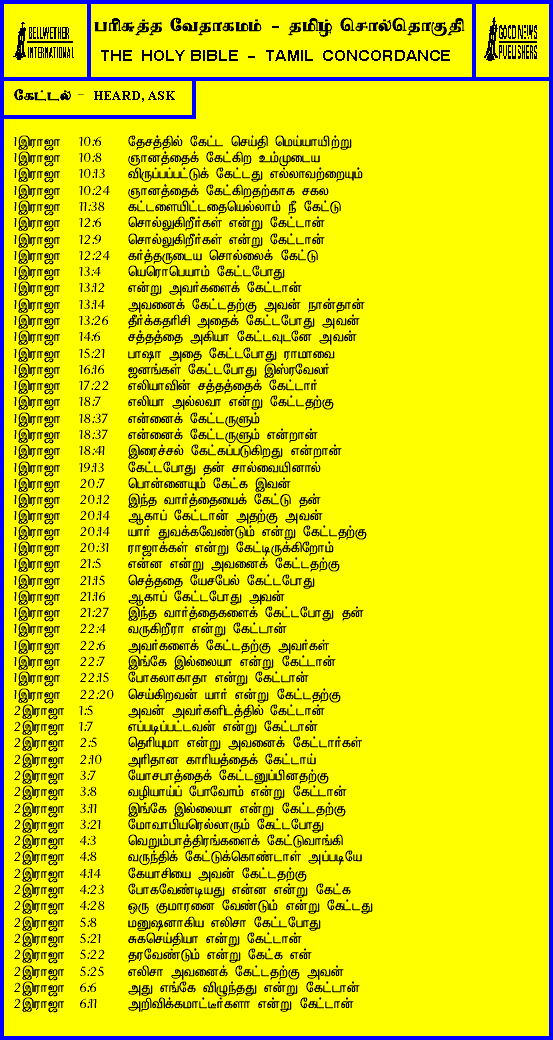 BELLWETHER
INTERNATIONAL
பரிசுத்த வேதாகமம் - தமிழ் சொல்தொகுதி
THE HOLY BIBLE - TAMIL CONCORDANCE
GOOD NEWS
PUBLISHERS
கேட்டல் - HEARD, ASK
1இராஜா 10:6 தேசத்தில் கேட்ட செய்தி மெய்யாயிற்று
1இராஜா 10:8 ஞானத்தைக் கேட்கிற உம்முடைய
1இராஜா 10:13 விருப்பப்பட்டுக் கேட்டது எல்லாவற்றையும்
1இராஜா 10:24 ஞானத்தைக் கேட்கிறதற்காக சகல
1இராஜா 11:38 கட்டளையிட்டதையெல்லாம் நீ கேட்டு
1இராஜா 12:6 சொல்லுகிறீர்கள் என்று கேட்டான்
1இராஜா 12:9 சொல்லுகிறீர்கள் என்று கேட்டான்
1இராஜா 12:24 கர்த்தருடைய சொல்லைக் கேட்டு
1இராஜா 13:4 யெரொபெயாம் கேட்டபோது
1இராஜா 13:12 என்று அவர்களைக் கேட்டான்
1இராஜா 13:14 அவனைக் கேட்டதற்கு அவன் நான்தான்
1இராஜா 13:26 தீர்க்கதரிசி அதைக் கேட்டபோது அவன்
1இராஜா 14:6 சத்தத்தை அகியா கேட்டவுடனே அவன்
1இராஜா 15:21 பாஷா அதை கேட்டபோது ராமாவை
1இராஜா 16:16 ஜனங்கள் கேட்டபோது இஸ்ரவேலர்
1இராஜா 17:22 எலியாவின் சத்தத்தைக் கேட்டார்
1இராஜா 18:7 எலியா அல்லவா என்று கேட்டதற்கு
1இராஜா 18:37 என்னைக் கேட்டருளும்
1இராஜா 18:37 என்னைக் கேட்டருளும் என்றான்
1இராஜா 18:41 இரைச்சல் கேட்கப்படுகிறது என்றான்
1இராஜா 19:13 கேட்டபோது தன் சால்வையினால்
1இராஜா 20:7 பொன்னையும் கேட்க இவன்
1இராஜா 20:12 இந்த வார்த்தையைக் கேட்டு தன்
1இராஜா 20:14 ஆகாப் கேட்டான் அதற்கு அவன்
1இராஜா 20:14 யார் துவக்கவேண்டும் என்று கேட்டதற்கு
1இராஜா 20:31 ராஜாக்கள் என்று கேட்டிருக்கிறோம்
1இராஜா 21:5 என்ன என்று அவனைக் கேட்டதற்கு
1இராஜா 21:15 செத்ததை யேசபேல் கேட்டபோது
1இராஜா 21:16 ஆகாப் கேட்டபோது அவன்
1இராஜா 21:27 இந்த வார்த்தைகளைக் கேட்டபோது தன்
1இராஜா 22:4 வருகிறீரா என்று கேட்டான்
1இராஜா 22:6 அவர்களைக் கேட்டதற்கு அவர்கள்
1இராஜா 22:7 இங்கே இல்லையா என்று கேட்டான்
1இராஜா 22:15 போகலாகாதா என்று கேட்டான்
1இராஜா 22:20 செய்கிறவன் யார் என்று கேட்டதற்கு
2இராஜா 1:5 அவன் அவர்களிடத்தில் கேட்டான்
2இராஜா 1:7 எப்படிப்பட்டவன் என்று கேட்டான்
2இராஜா 2:5 தெரியுமா என்று அவனைக் கேட்டார்கள்
2இராஜா 2:10 அரிதான காரியத்தைக் கேட்டாய்
2இராஜா 3:7 யோசபாத்தைக் கேட்டனுப்பினதற்கு
2இராஜா 3:8 வழியாய்ப் போவோம் என்று கேட்டான்
2இராஜா 3:11 இங்கே இல்லையா என்று கேட்டதற்கு
2இராஜா 3:21 மோவாபியரெல்லாரும் கேட்டபோது
2இராஜா 4:3 வெறும்பாத்திரங்களைக் கேட்டுவாங்கி
2இராஜா 4:8 வருந்திக் கேட்டுக்கொண்டாள் அப்படியே
2இராஜா 4:14 கேயாசியை அவன் கேட்டதற்கு
2இராஜா 4:23 போகவேண்டியது என்ன என்று கேட்க
2இராஜா 4:28 ஒரு குமாரனை வேண்டும் என்று கேட்டது
2இராஜா 5:8 மனுஷனாகிய எலிசா கேட்டபோது
2இராஜா 5:21 சுகசெய்தியா என்று கேட்டான்
2இராஜா 5:22 தரவேண்டும் என்று கேட்க என்
2இராஜா 5:25 எலிசா அவனைக் கேட்டதற்கு அவன்
2இராஜா 6:6 அது எங்கே விழுந்தது என்று கேட்டான்
2இராஜா 6:11 அறிவிக்கமாட்டீர்களா என்று கேட்டான்